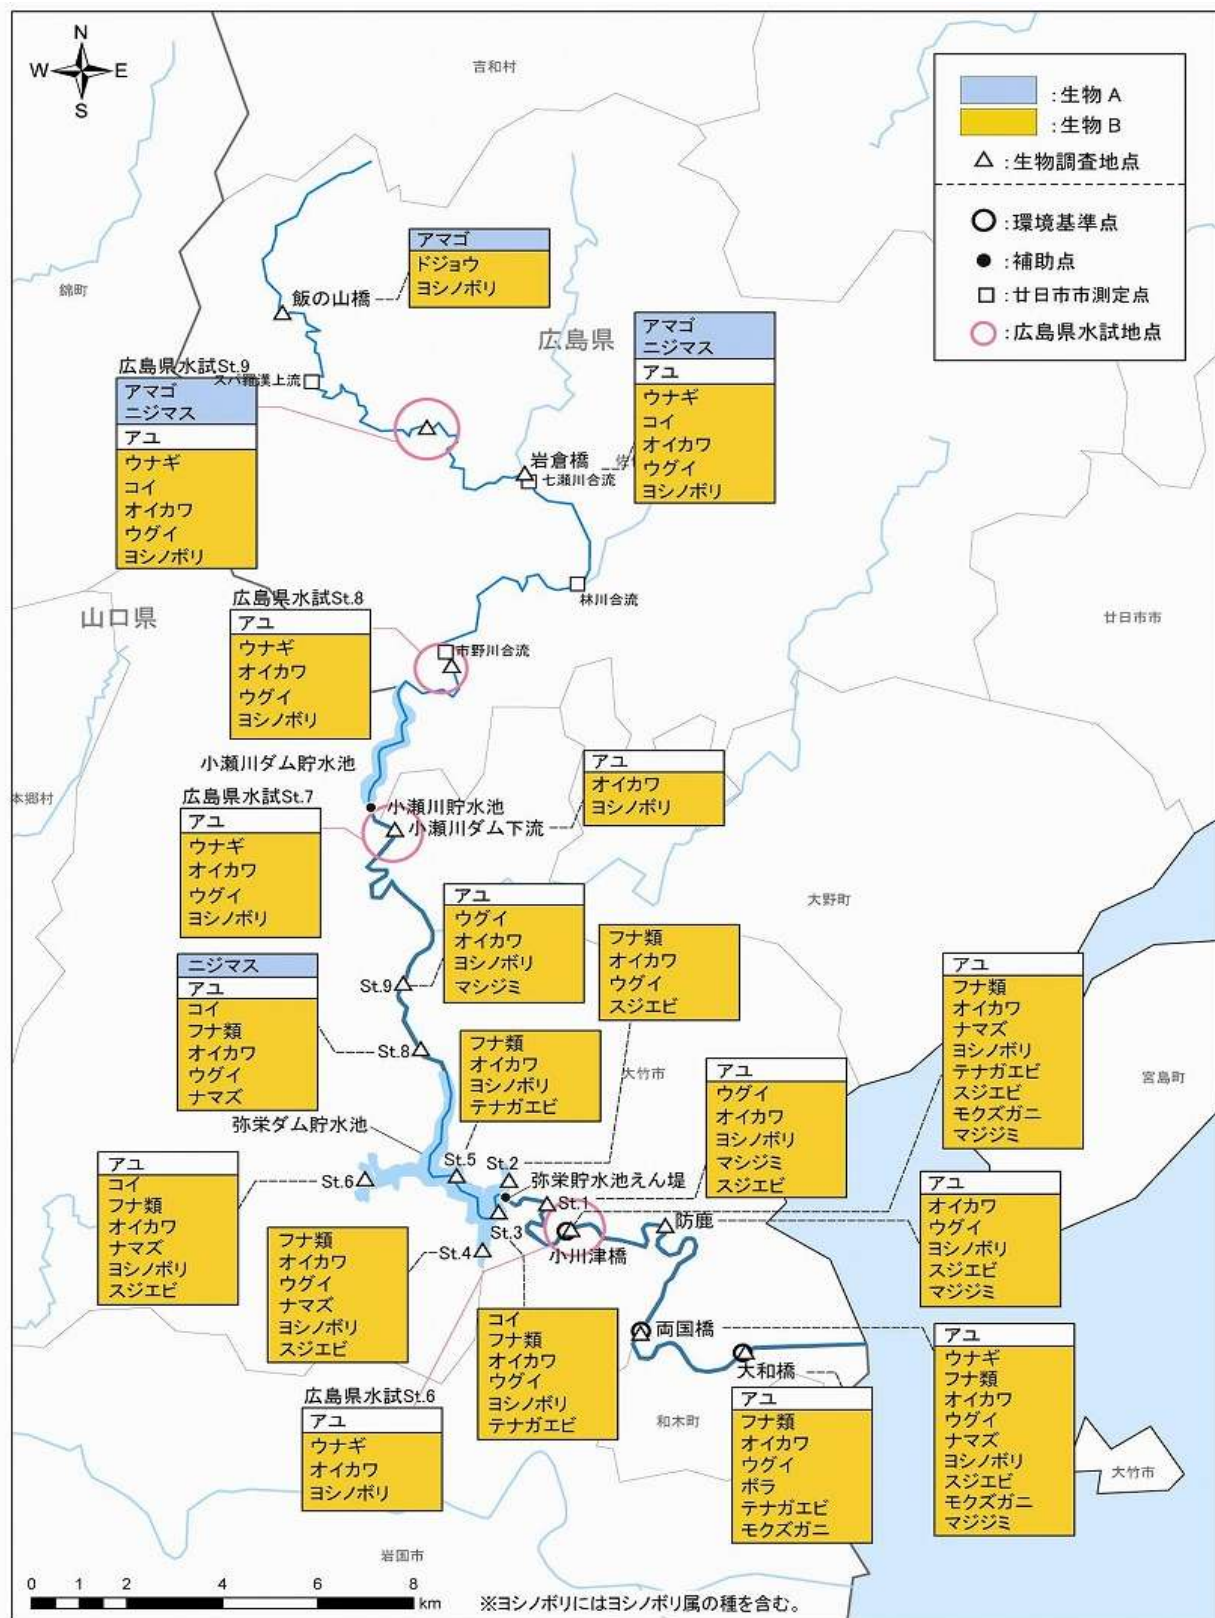 N
W
E
S
吉和村
:生物 A
:生物 B
:生物調査地点
:環境基準点
:補助点
:廿日市市測定点
:広島県水試地点
アマゴ
ドジョウ
ヨシノボリ
飯の山橋
錦町
広島県
アマゴ
ニジマス
アユ
ウナギ
コイ
オイカワ
ウグイ
ヨシノボリ
広島県水試St.9
スパ羅漢上流
アマゴ
ニジマス
アユ
ウナギ
コイ
オイカワ
ウグイ
ヨシノボリ
岩倉橋
七瀬川合流
林川合流
山口県
廿日市市
広島県水試St.8
アユ
ウナギ
オイカワ
ウグイ
ヨシノボリ
市野川合流
小瀬川ダム貯水池
本郷村
広島県水試St.7
アユ
ウナギ
オイカワ
ウグイ
ヨシノボリ
小瀬川貯水池
小瀬川ダム下流
アユ
オイカワ
ヨシノボリ
大野町
アユ
ウグイ
オイカワ
ヨシノボリ
マシジミ
フナ類
オイカワ
ウグイ
スジエビ
アユ
フナ類
オイカワ
ナマズ
ヨシノボリ
テナガエビ
スジエビ
モクズガニ
マジジミ
ニジマス
アユ
コイ
フナ類
オイカワ
ウグイ
ナマズ
St.9
St.8
フナ類
オイカワ
ヨシノボリ
テナガエビ
大竹市
アユ
ウグイ
オイカワ
ヨシノボリ
マシジミ
スジエビ
宮島町
弥栄ダム貯水池
アユ
コイ
フナ類
オイカワ
ナマズ
ヨシノボリ
スジエビ
St.6
St.5
St.2
弥栄貯水池えん堤
St.1
St.3
St.4
小川津橋
防鹿
アユ
オイカワ
ウグイ
ヨシノボリ
スジエビ
マジジミ
フナ類
オイカワ
ウグイ
ナマズ
ヨシノボリ
スジエビ
コイ
フナ類
オイカワ
ウグイ
ヨシノボリ
テナガエビ
両国橋
大和橋
アユ
ウナギ
フナ類
オイカワ
ウグイ
ナマズ
ヨシノボリ
スジエビ
モクズガニ
マジジミ
広島県水試St.6
アユ
ウナギ
オイカワ
ヨシノボリ
和木町
アユ
フナ類
オイカワ
ウグイ
ボラ
テナガエビ
モクズガニ
大竹市
岩国市
0 1 2 4 6 8
km
※ヨシノボリにはヨシノボリ属の種を含む。